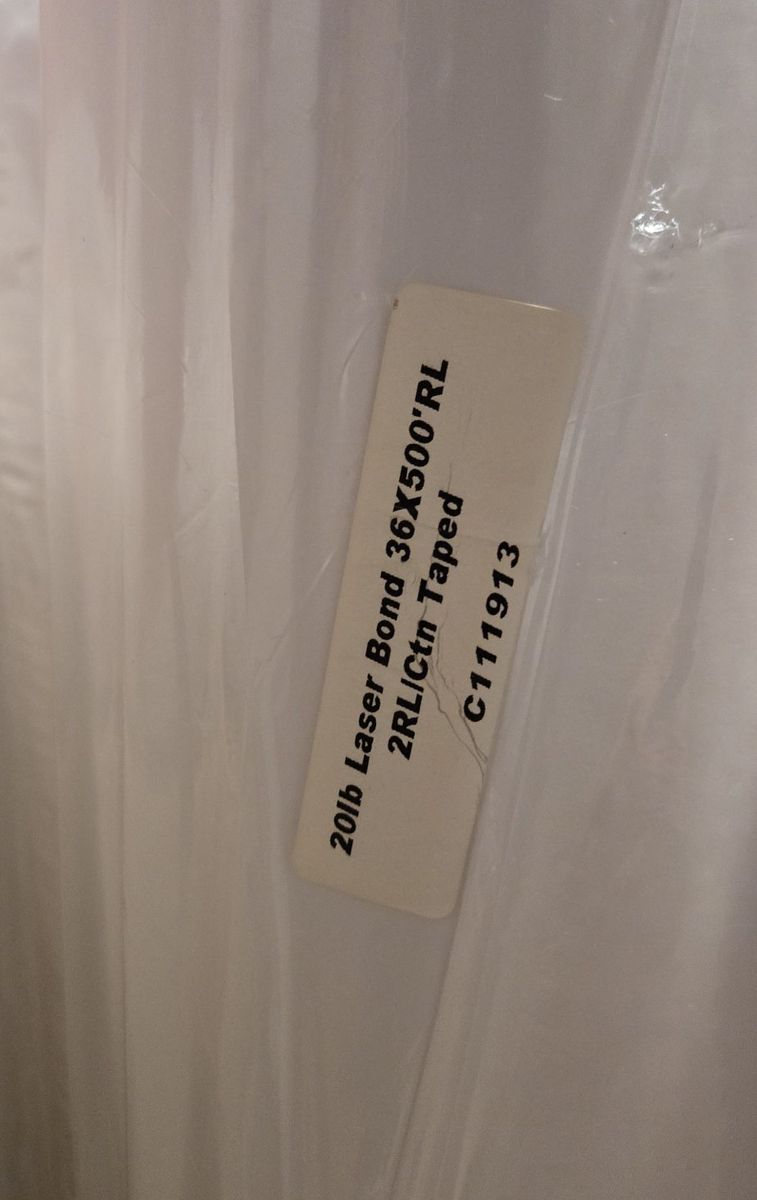 20lb Laser Bond 36X500'RL
2RL/Ctn Taped
C111913